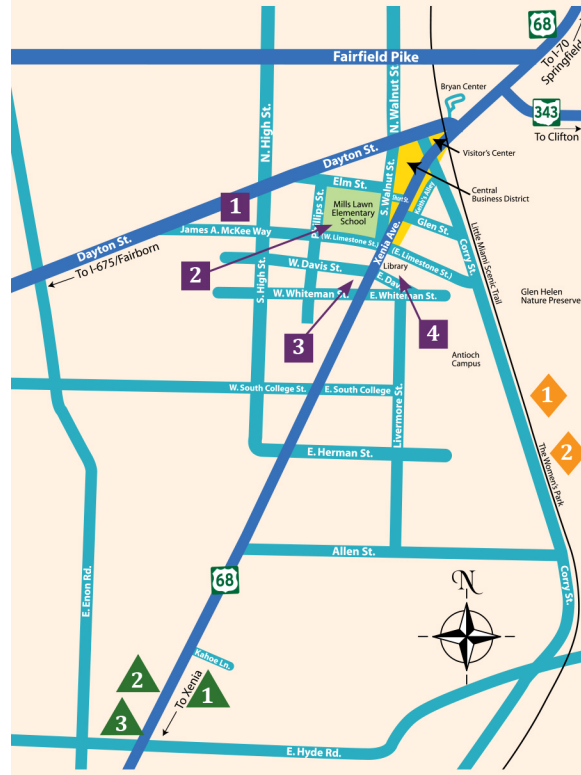 68
To I-70
Springfield
Fairfield Pike
Bryan Center
343
To Clifton
N. High St.
N. Walnut St.
Dayton St.
Visitor's Center
Elm St.
S. Walnut St.
Central
Business District
Mills Lawn
Elementary
School
Phillips St.
Glen St.
Corry St.
Little Miami Scenic Trail
1
James A. McKee Way
(W. Limestone St.)
(E. Limestone St.)
Xenia Ave.
Dayton St.
To I-675/Fairborn
2
W. Davis St.
Library
S. High St.
W. Whiteman St.
E. Whiteman St.
3
4
Glen Helen
Nature Preserve
Antioch
Campus
W. South College St.
E. South College
Livermore St.
1
E. Herman St.
2
The Women's Park
Allen St.
68
N
Corry St.
E. Enon Rd.
Kahoe Ln.
2
1
3
To Xenia
E. Hyde Rd.